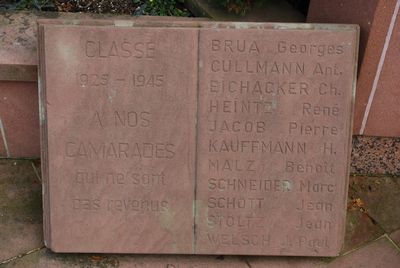 CLASSE
1925 - 1945
A NOS
CAMARADES
qui ne sont
pas revenus
BRUA Georges
CULLMANN Ant.
EICHACKER Ch.
HEINTZ René
JACOB Pierre
KAUFFMANN H.
MALZ Benoit
SCHNEIDER Marc
SCHOTT Jean
STOLTZ Jean
WELSCH J. Paul